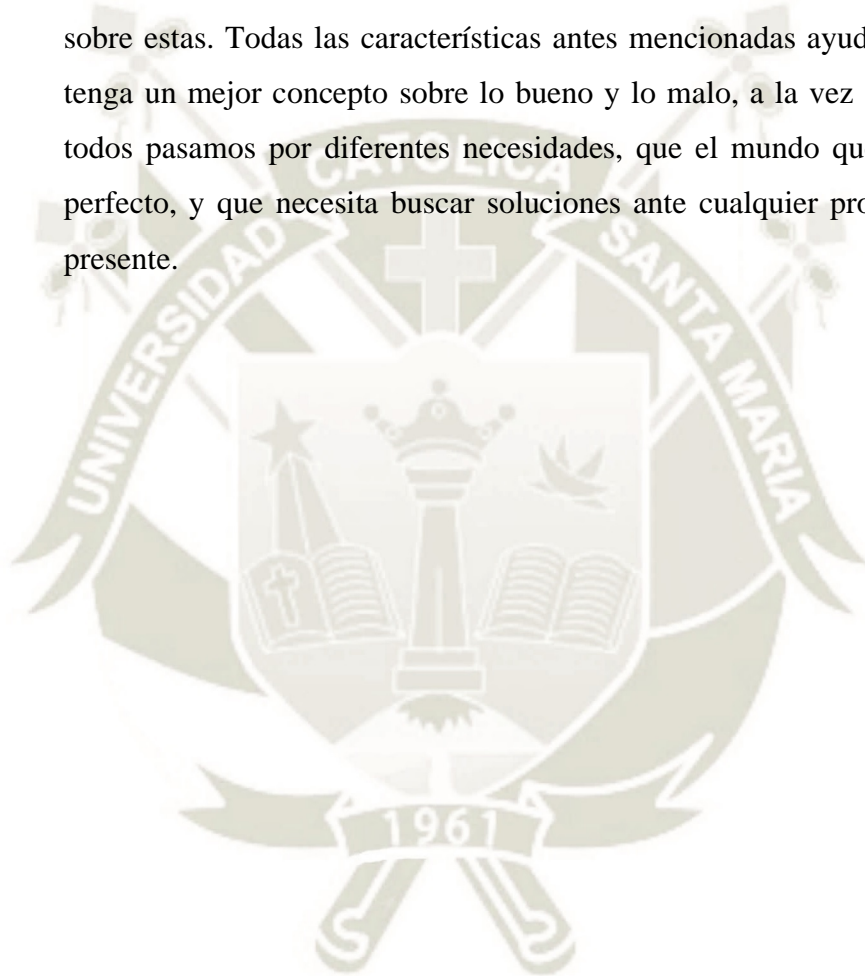 sobre estas. Todas las características antes mencionadas ayud
tenga un mejor concepto sobre lo bueno y lo malo, a la vez
todos pasamos por diferentes necesidades, que el mundo qu
perfecto, y que necesita buscar soluciones ante cualquier pro
presente.
UNIVERSIDAD CATOLICA SANTA MARIA
1961